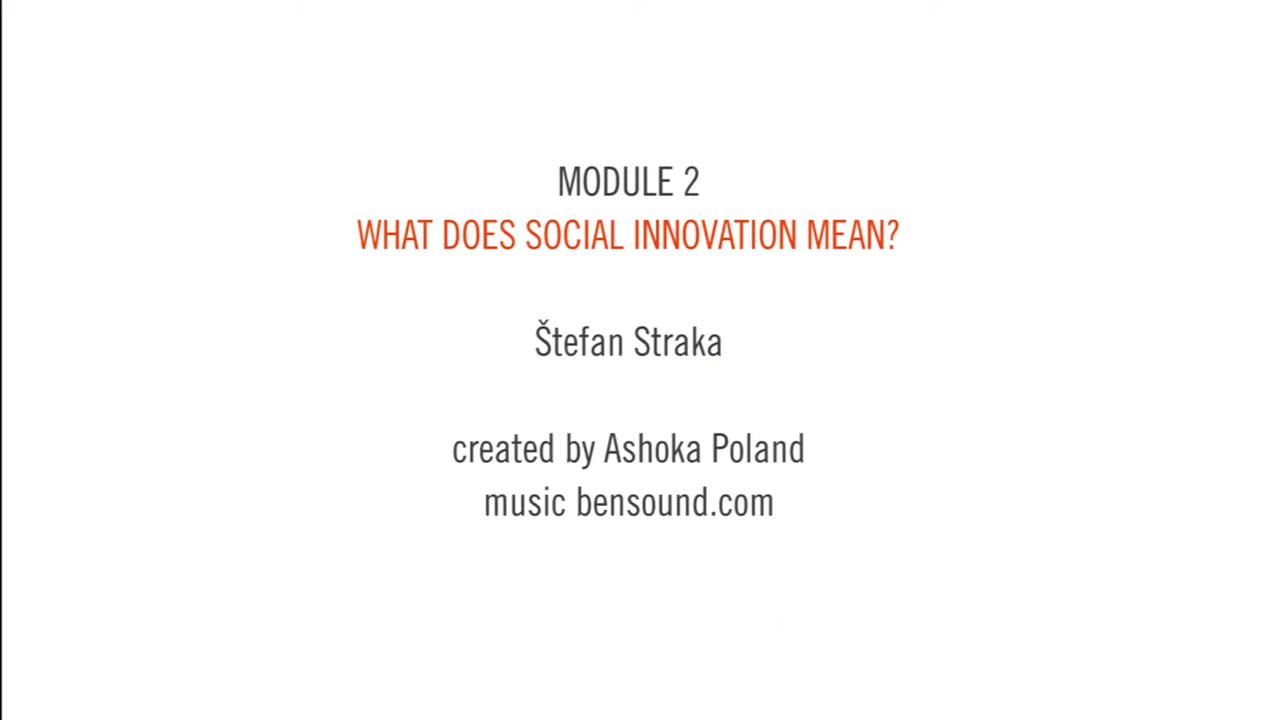 MODULE 2
WHAT DOES SOCIAL INNOVATION MEAN?
Štefan Straka
created by Ashoka Poland
music bensound.com